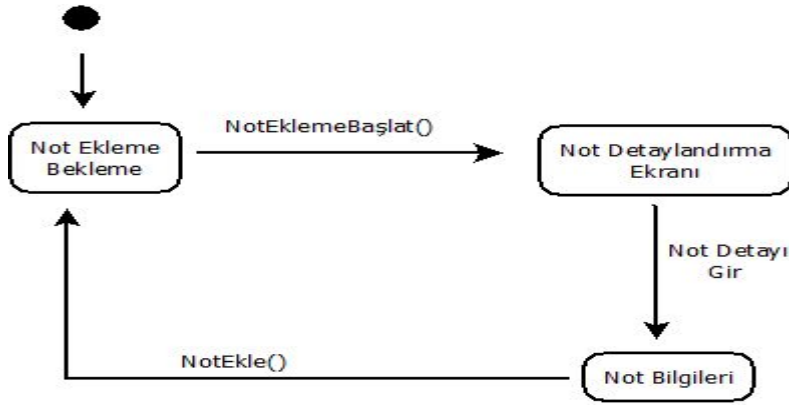 NotEklemeBaşlat()
Not Ekleme
Bekleme
Not Detaylandırma
Ekranı
Not Detayı
Gir
NotEkle()
Not Bilgileri